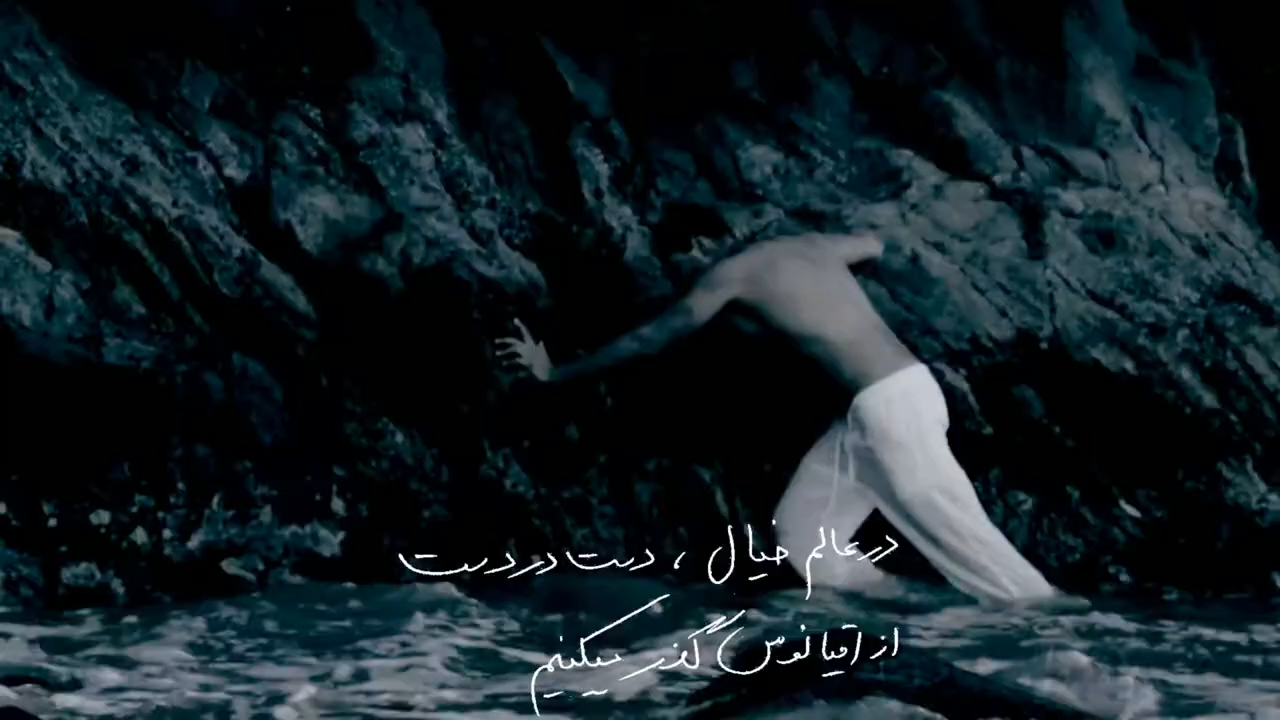 در عالم خیال ، دست در دست
از اقیانوس گذر میکنیم